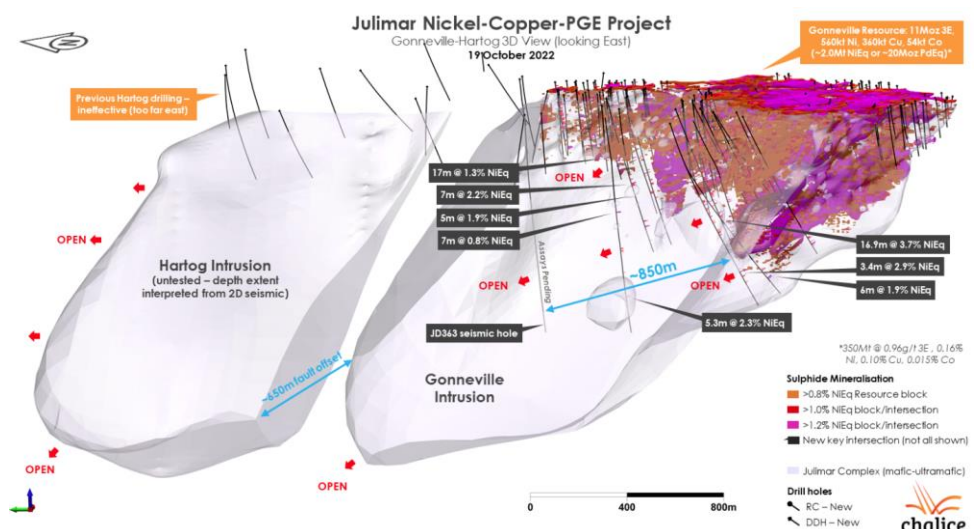 Julimar Nickel-Copper-PGE Project
Gonneville-Hartog 3D View (looking East)
19 October 2022
N
Gonneville Resource: 11Moz 3E,
560kt Ni, 360kt Cu, 54kt Co
(~2.0Mt NiEq or ~20Moz PdEq)*
Previous Hartog drilling –
ineffective (too far east)
17m @ 1.3% NiEq
OPEN
7m @ 2.2% NiEq
5m @ 1.9% NiEq
7m @ 0.8% NiEq
OPEN
Hartog Intrusion
(untested – depth extent
interpreted from 2D seismic)
Assays Pending
OPEN
~850m
OPEN
16.9m @ 3.7% NiEq
3.4m @ 2.9% NiEq
6m @ 1.9% NiEq
JD363 seismic hole
5.3m @ 2.3% NiEq
~650m fault offset
Gonneville
Intrusion
OPEN
OPEN
*350Mt @ 0.96g/t 3E , 0.16%
Ni, 0.10% Cu, 0.015% Co
Sulphide Mineralisation
>0.8% NiEq Resource block
>1.0% NiEq block/intersection
>1.2% NiEq block/intersection
New key intersection (not all shown)
Julimar Complex (mafic-ultramafic)
Drill holes
RC – New
DDH – New
0 400 800m
chalice